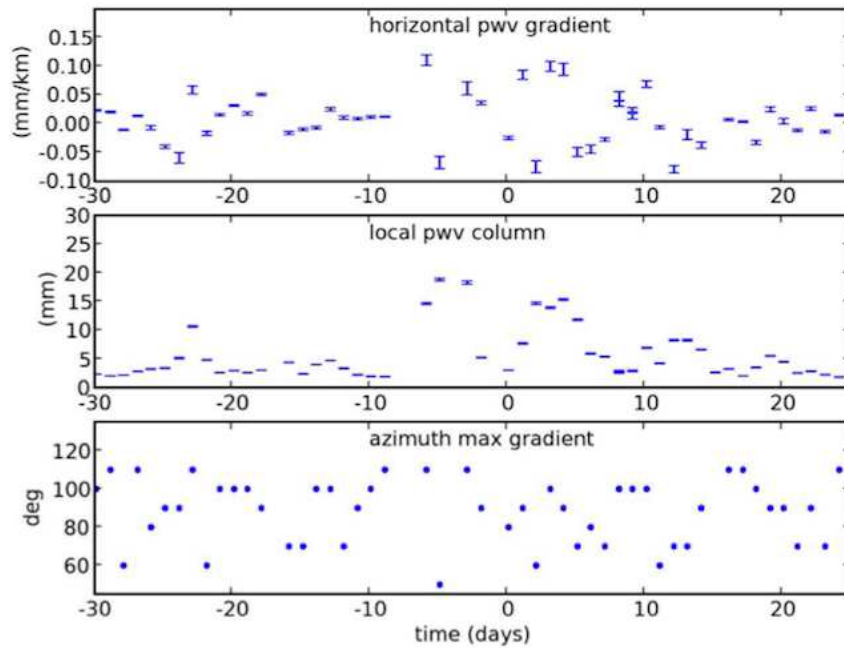 horizontal pwv gradient
(mm/km)
0.15
0.10
0.05
0.00
-0.05
-0.10
-30 -20 -10 0 10 20
local pwv column
(mm)
30
25
20
15
10
5
0
-30 -20 -10 0 10 20
azimuth max gradient
deg
120
100
80
60
-30 -20 -10 0 10 20
time (days)